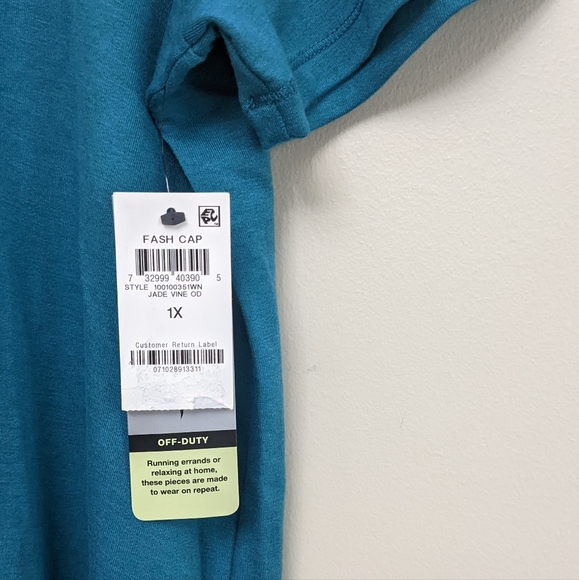 FASH CAP
7 32999 40390 5
STYLE 100100351WN
JADE VINE OD
1X
Customer Return Label
071028913311
OFF-DUTY
Running errands or
relaxing at home,
these pieces are made
to wear on repeat.